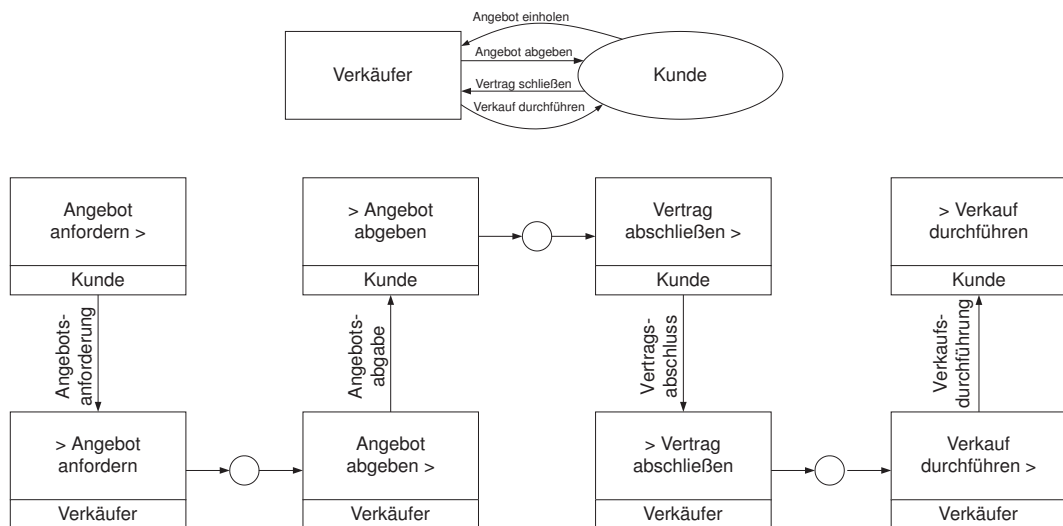 Angebot einholen
Verkäufer
Angebot abgeben
Kunde
Vertrag schließen
Verkauf durchführen
Angebot
anfordern >
Kunde
> Angebot
abgeben
Kunde
Vertrag
abschließen >
Kunde
> Verkauf
durchführen
Kunde
Angebots-
anforderung
Angebots-
abgabe
Vertrags-
abschluss
Verkaufs-
durchführung
> Angebot
anfordern
Verkäufer
Angebot
abgeben >
Verkäufer
> Vertrag
abschließen
Verkäufer
Verkauf
durchführen >
Verkäufer